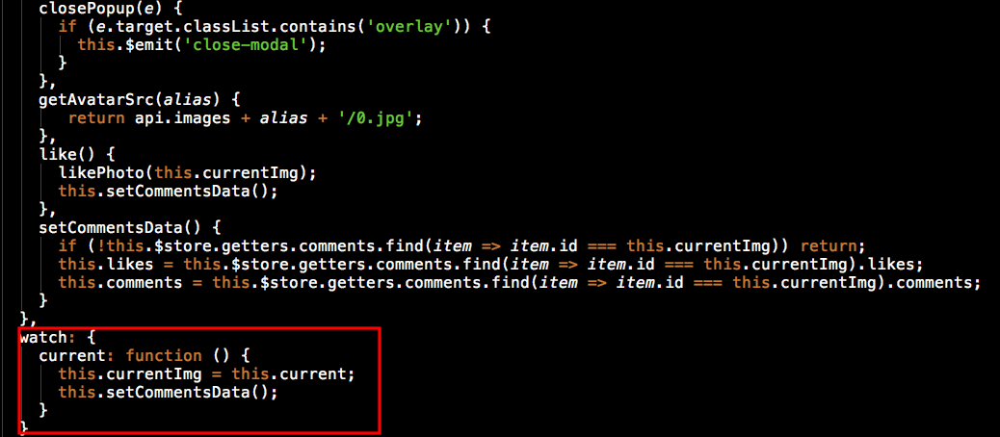 closePopup(e) {
if (e.target.classList.contains('overlay')) {
this.$emit('close-modal');
}
},
getAvatarSrc(alias) {
return api.images + alias + '/0.jpg';
},
like() {
likePhoto(this.currentImg);
this.setCommentsData();
},
setCommentsData() {
if (!this.$store.getters.comments.find(item => item.id === this.currentImg)) return;
this.likes = this.$store.getters.comments.find(item => item.id === this.currentImg).likes;
this.comments = this.$store.getters.comments.find(item => item.id === this.currentImg).comments;
}
},
watch: {
current: function () {
this.currentImg = this.current;
this.setCommentsData();
}
}